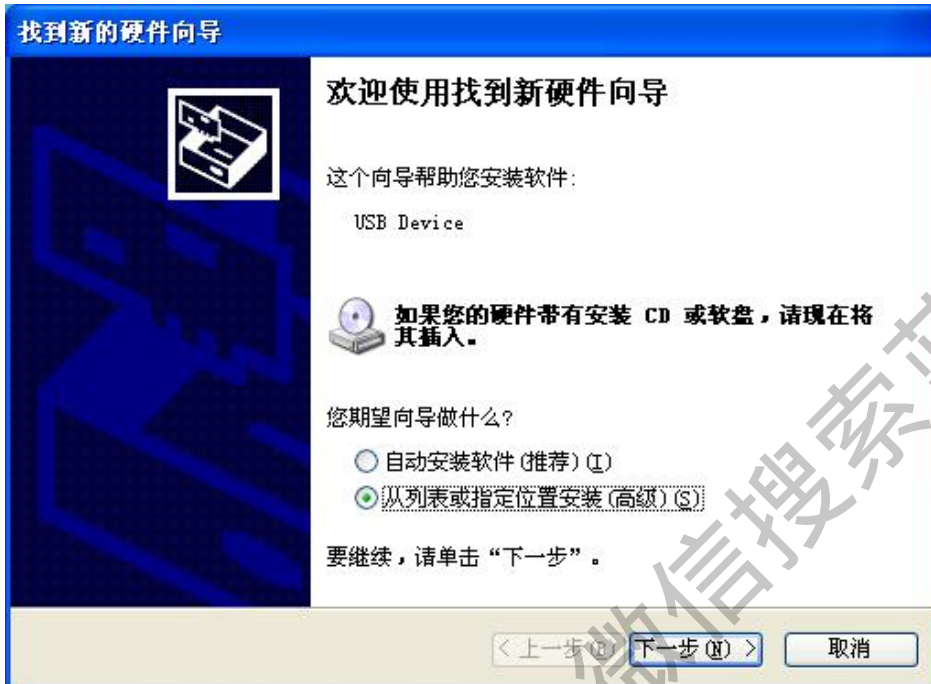 找到新的硬件向导
欢迎使用找到新硬件向导
这个向导帮助您安装软件:
USB Device
如果您的硬件带有安装 CD 或软盘，请现在将
其插入。
您期望向导做什么?
自动安装软件(推荐)(I)
从列表或指定位置安装(高级)(S)
要继续，请单击“下一步”。
< 上一步(B)
下一步(N) >
取消
微信搜索